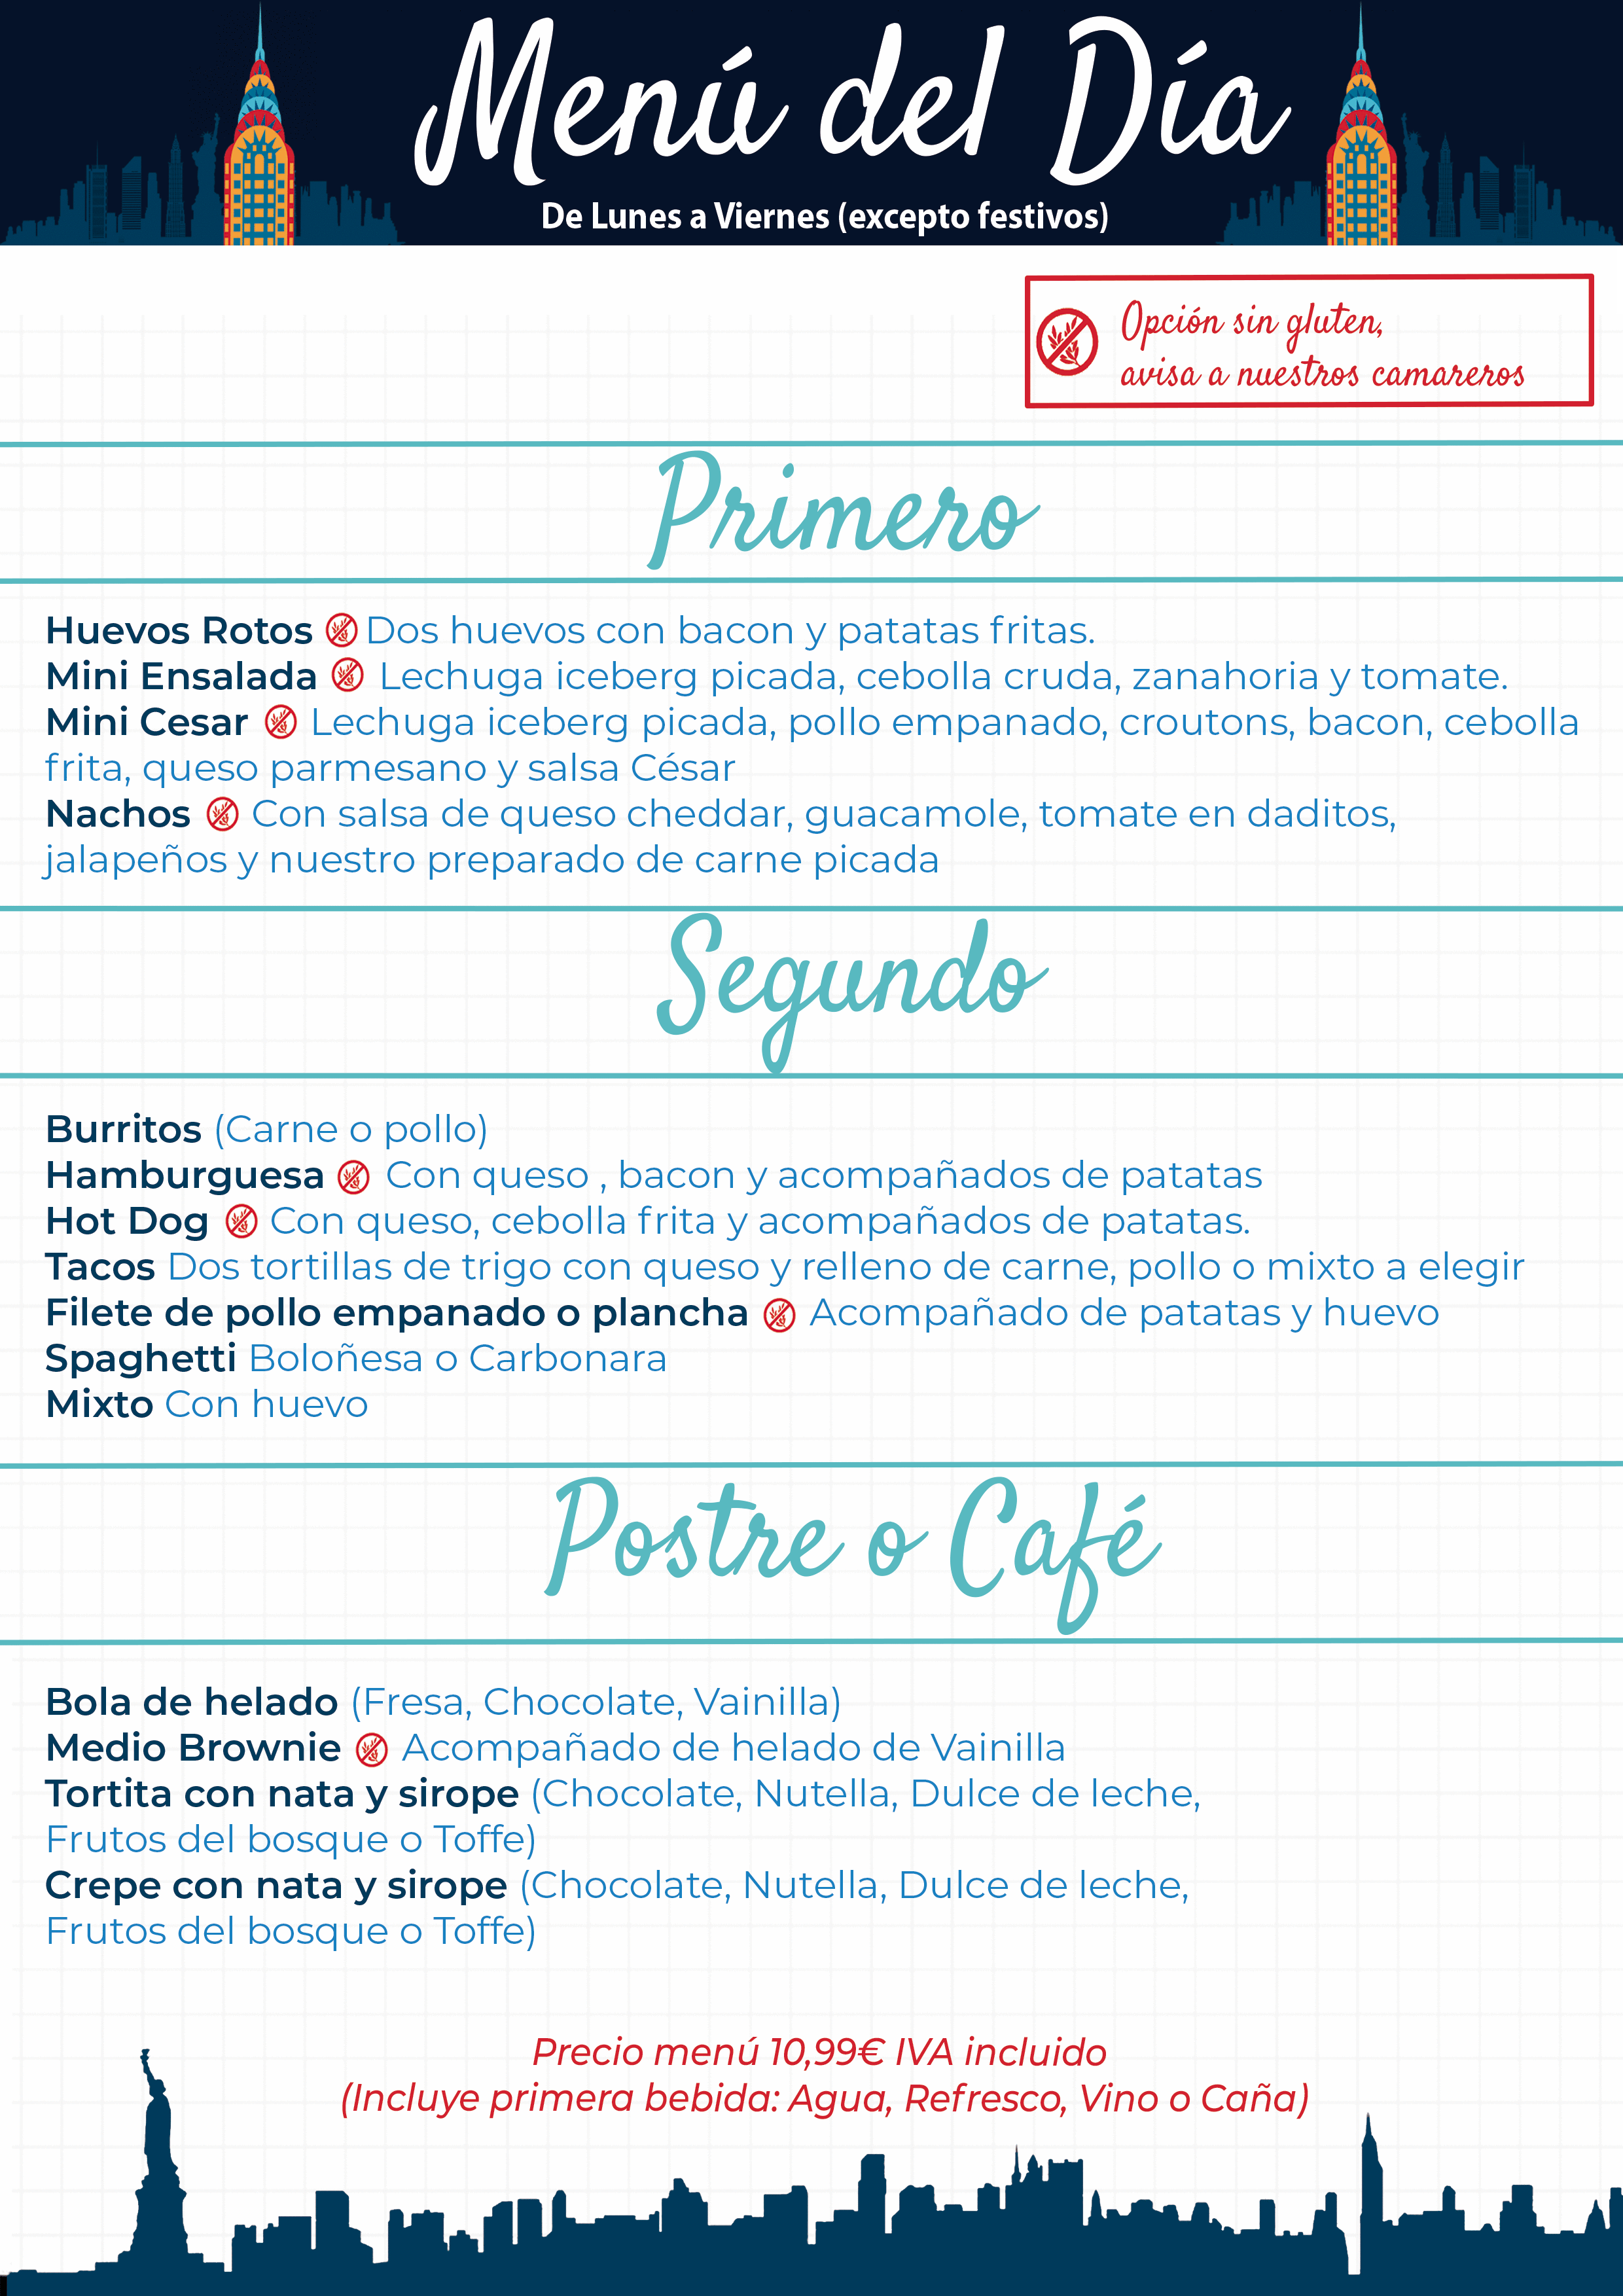 Menú del Día
De Lunes a Viernes (excepto festivos)
Opción sin gluten,
avisa a nuestros camareros
Primero
Huevos Rotos Dos huevos con bacon y patatas fritas.
Mini Ensalada Lechuga iceberg picada, cebolla cruda, zanahoria y tomate.
Mini Cesar Lechuga iceberg picada, pollo empanado, croutons, bacon, cebolla
frita, queso parmesano y salsa César
Nachos Con salsa de queso cheddar, guacamole, tomate en daditos,
jalapeños y nuestro preparado de carne picada
Segundo
Burritos (Carne o pollo)
Hamburguesa Con queso , bacon y acompañados de patatas
Hot Dog Con queso, cebolla frita y acompañados de patatas.
Tacos Dos tortillas de trigo con queso y relleno de carne, pollo o mixto a elegir
Filete de pollo empanado o plancha Acompañado de patatas y huevo
Spaghetti Boloñesa o Carbonara
Mixto Con huevo
Postre o Café
Bola de helado (Fresa, Chocolate, Vainilla)
Medio Brownie Acompañado de helado de Vainilla
Tortita con nata y sirope (Chocolate, Nutella, Dulce de leche,
Frutos del bosque o Toffe)
Crepe con nata y sirope (Chocolate, Nutella, Dulce de leche,
Frutos del bosque o Toffe)
Precio menú 10,99€ IVA incluido
(Incluye primera bebida: Agua, Refresco, Vino o Caña)